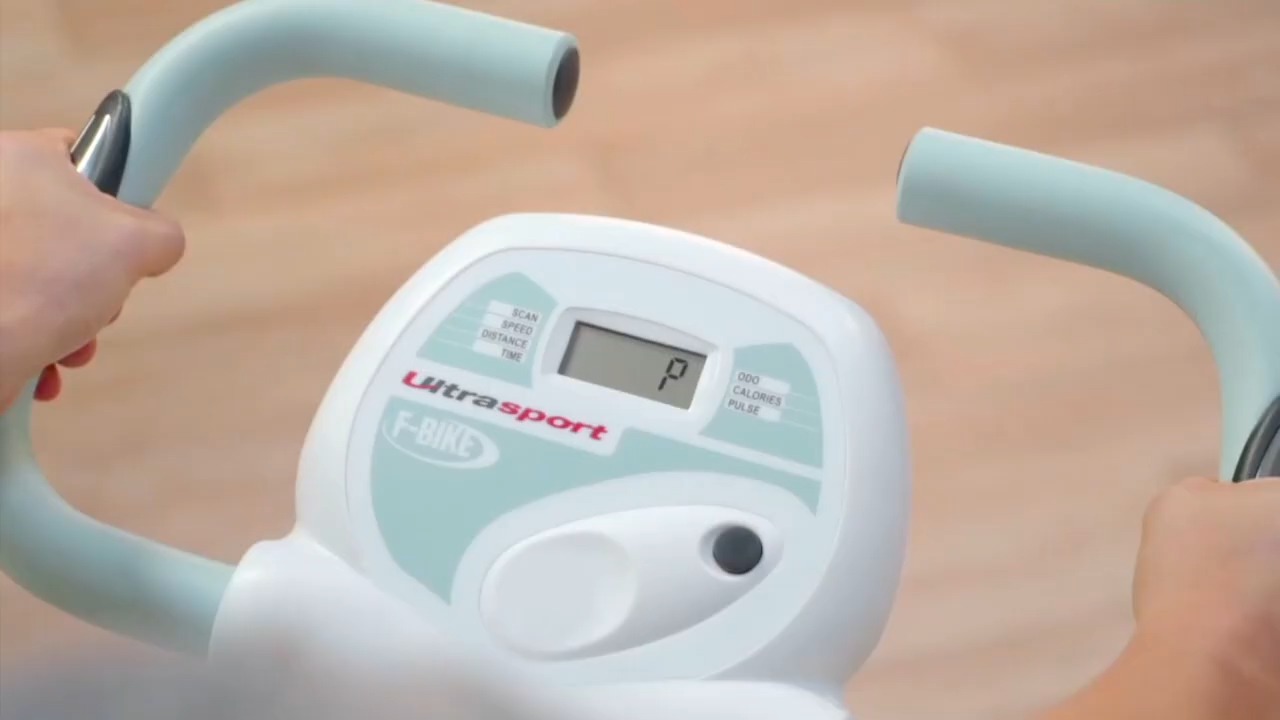 SCAN
SPEED
DISTANCE
TIME
P
ODO
CALORIES
PULSE
Ultrasport
F-BIKE